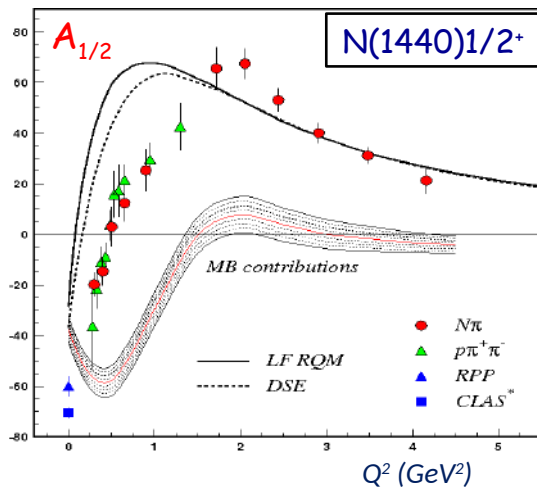 A1/2
N(1440)1/2+
80
60
40
20
0
-20
-40
-60
-80
MB contributions
LF RQM
DSE
Nπ
pπ+π-
RPP
CLAS*
0 1 2 3 4 5
Q2 (GeV2)